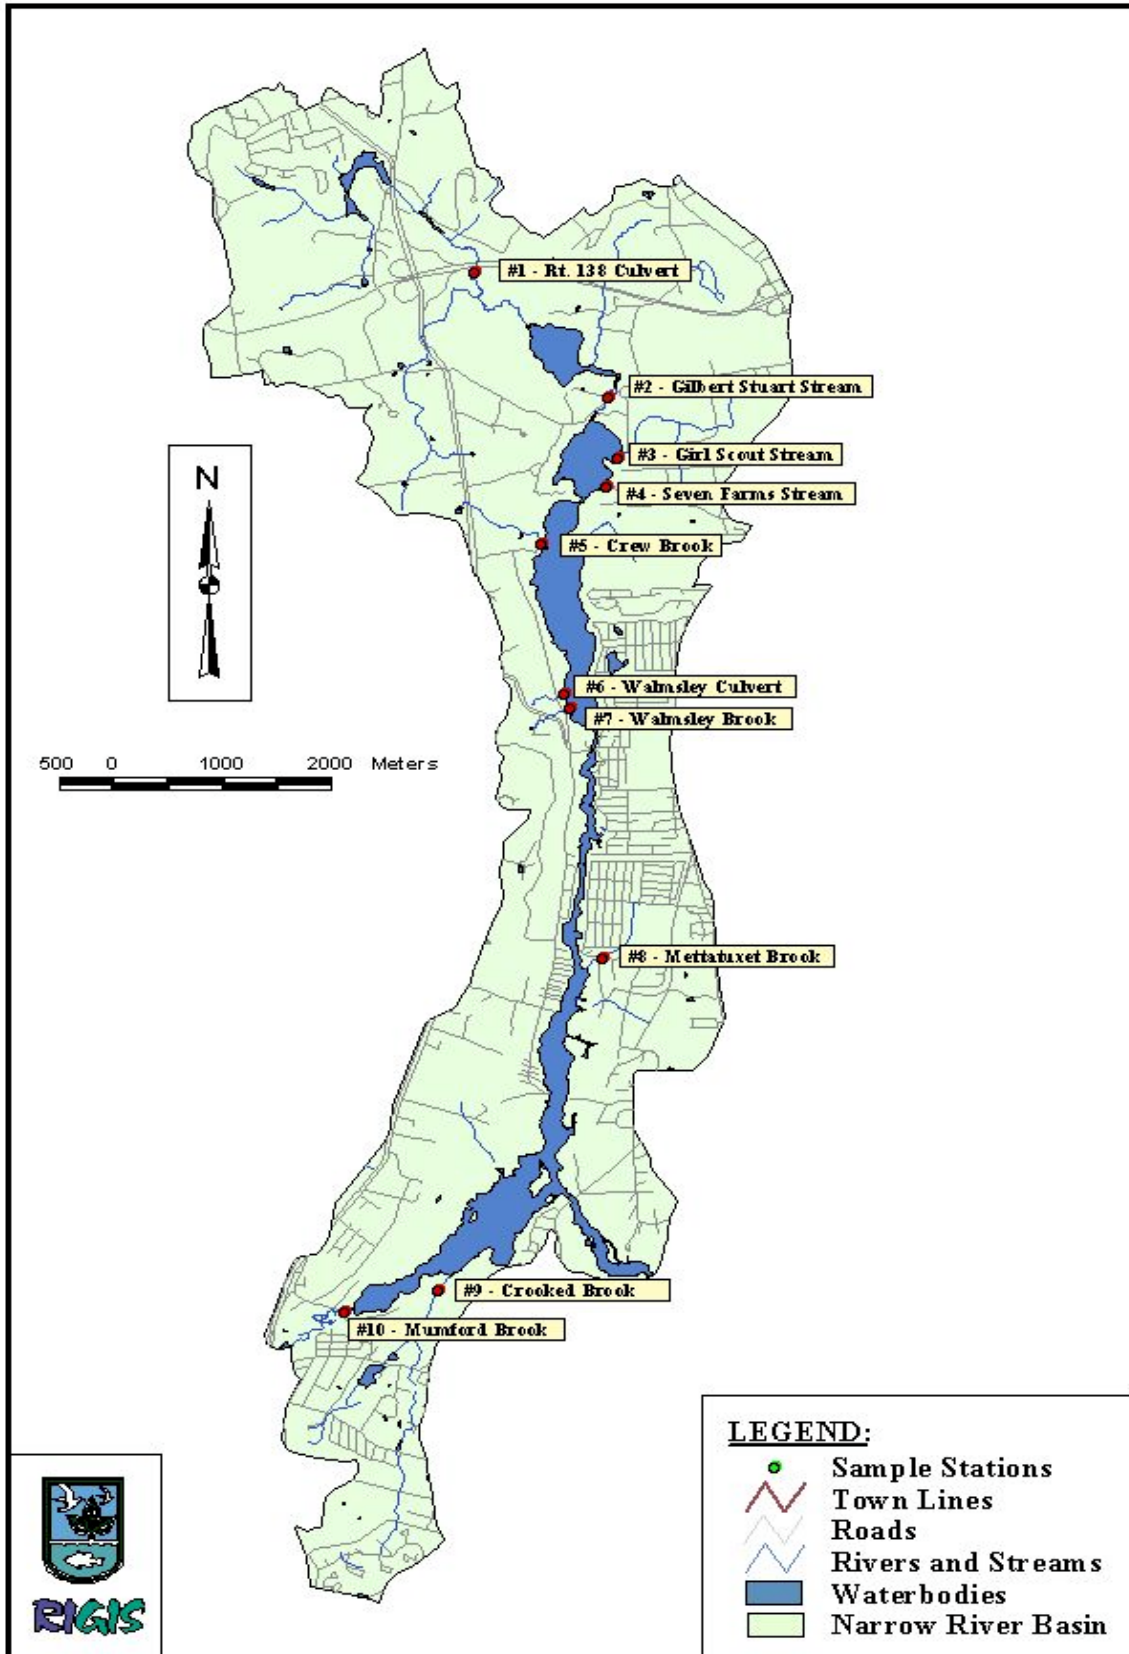 #1 - Rt. 138 Culvert
#2 - Gilbert Stuart Stream
#3 - Girl Scout Stream
N
#4 - Seven Farms Stream
#5 - Crew Brook
#6 - Walmsley Culvert
#7 - Walmsley Brook
500 0 1000 2000 Meters
#8 - Mettatuxet Brook
#9 - Crooked Brook
#10 - Mumford Brook
LEGEND:
Sample Stations
Town Lines
Roads
Rivers and Streams
Waterbodies
Narrow River Basin
RIGIS